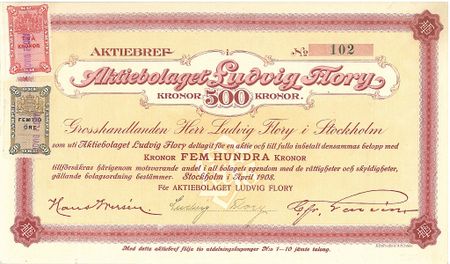 AKTIEBREF i No 102
Aktiebolaget Ludvig Flory
KRONOR 500 KRONOR.
Grosshandlanden Herr Ludvig Flory i Stockholm
som uti Aktiebolaget Ludvig Flory deltagit för en aktie och till fullo inbetalt densammas belopp med
KRONOR FEM HUNDRA KRONOR
tillförsäkras härigenom motsvarande andel i all bolagets egendom med de rättigheter och skyldigheter,
gällande bolagsordning bestämmer. Stockholm i April 1908.
För AKTIEBOLAGET LUDVIG FLORY
Ludvig Flory
Med detta aktiebref följa tio utdelningskuponger No 1–10 jämte talong.
KRONOR
FEMTIO
ÖRE